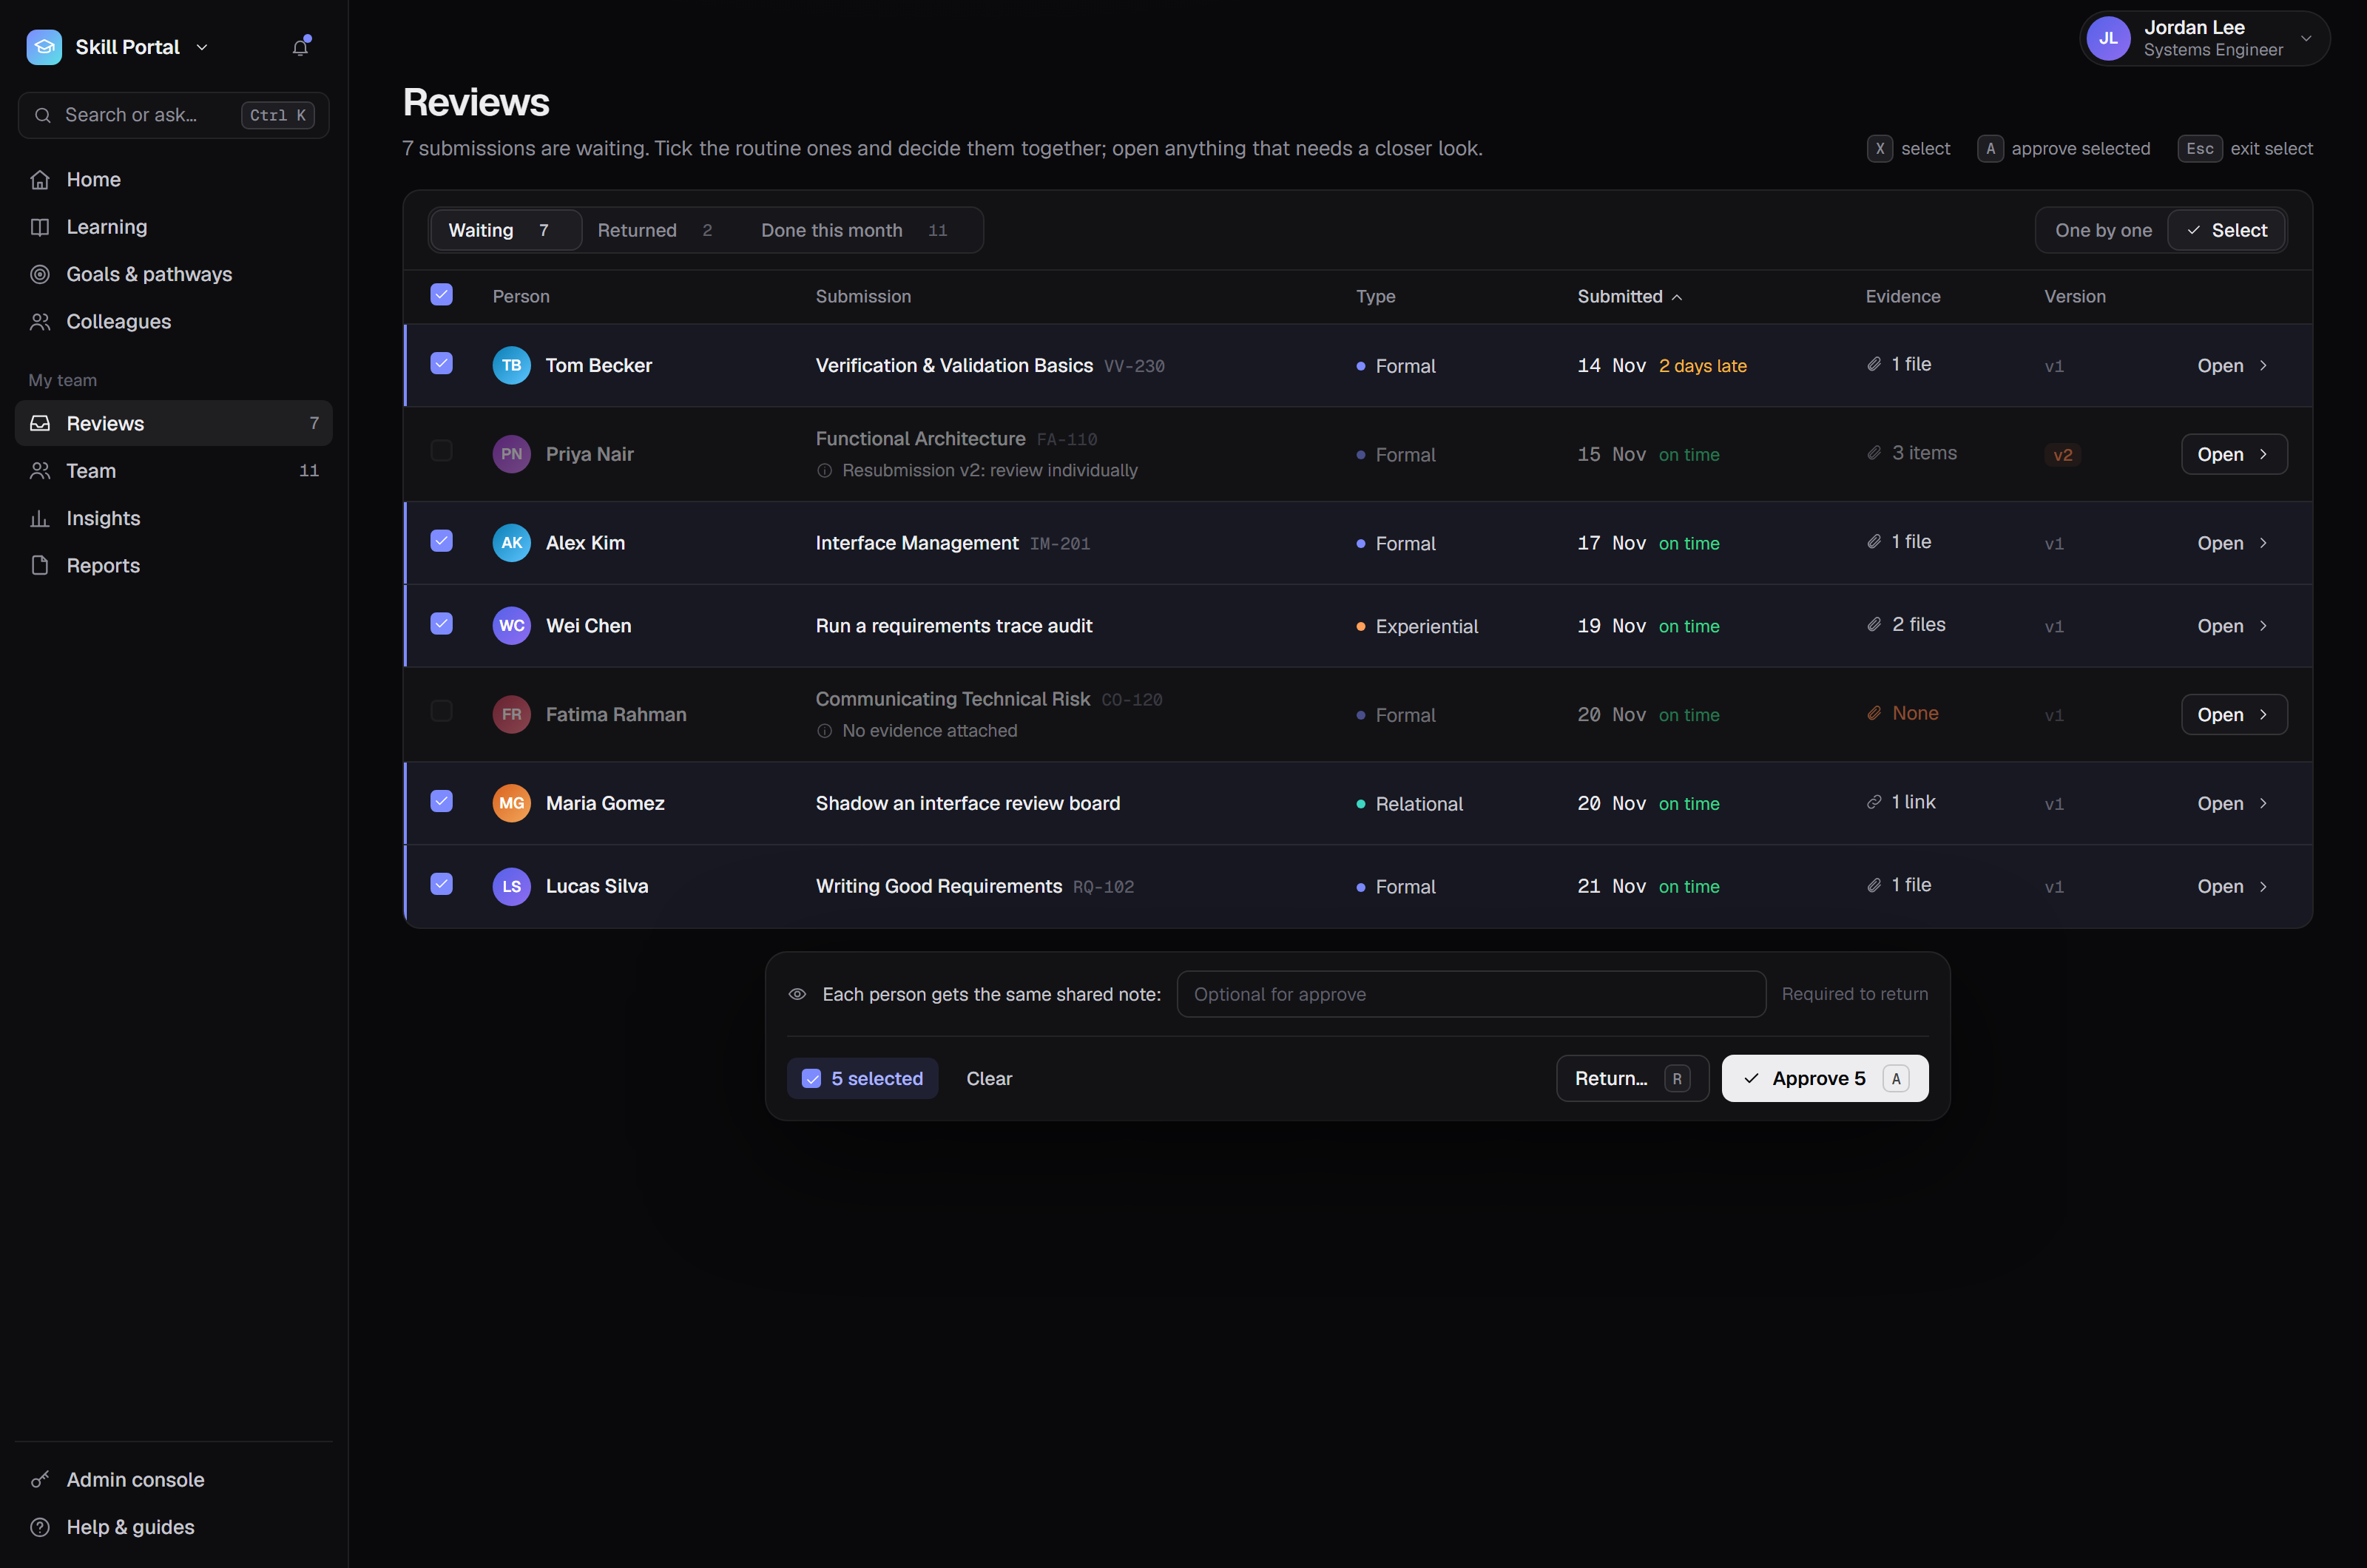 Skill Portal
Search or ask... Ctrl K
Home
Learning
Goals & pathways
Colleagues
My team
Reviews 7
Team 11
Insights
Reports
Admin console
Help & guides
JL Jordan Lee
Systems Engineer
Reviews
7 submissions are waiting. Tick the routine ones and decide them together; open anything that needs a closer look.
X select A approve selected Esc exit select
Waiting 7 Returned 2 Done this month 11 One by one Select
Person Submission Type Submitted Evidence Version
TB Tom Becker Verification & Validation Basics VV-230 Formal 14 Nov 2 days late 1 file v1 Open
PN Priya Nair Functional Architecture FA-110 Formal 15 Nov on time 3 items v2 Open
Resubmission v2: review individually
AK Alex Kim Interface Management IM-201 Formal 17 Nov on time 1 file v1 Open
WC Wei Chen Run a requirements trace audit Experiential 19 Nov on time 2 files v1 Open
FR Fatima Rahman Communicating Technical Risk CO-120 Formal 20 Nov on time None v1 Open
No evidence attached
MG Maria Gomez Shadow an interface review board Relational 20 Nov on time 1 link v1 Open
LS Lucas Silva Writing Good Requirements RQ-102 Formal 21 Nov on time 1 file v1 Open
Each person gets the same shared note: Optional for approve Required to return
5 selected Clear Return... R Approve 5 A